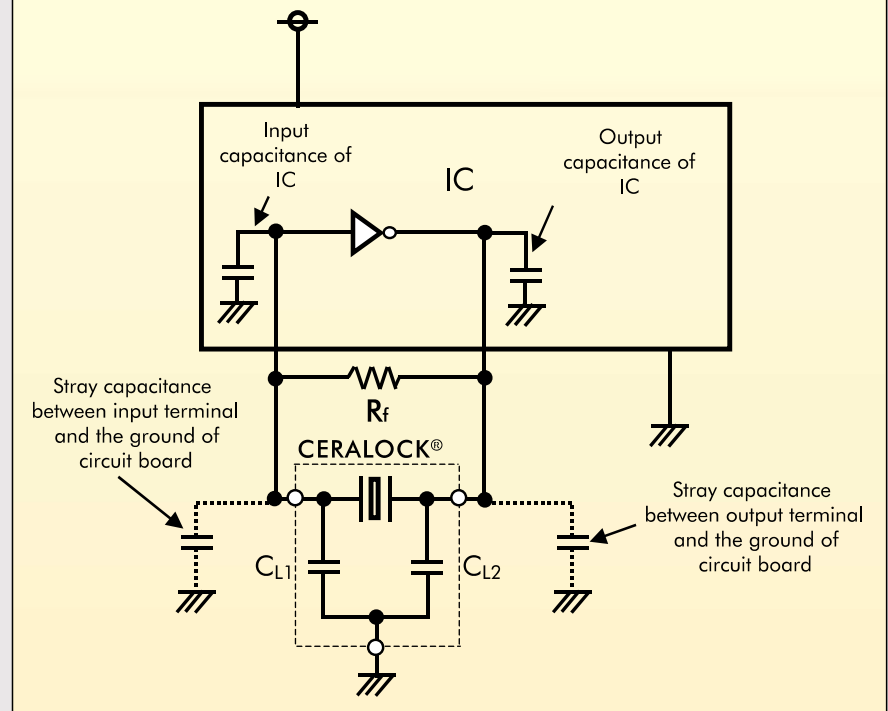 Input
capacitance of
IC
IC
Output
capacitance of
IC
Stray capacitance
between input terminal
and the ground of
circuit board
Rf
CERALOCK®
CL1
CL2
Stray capacitance
between output terminal
and the ground of
circuit board